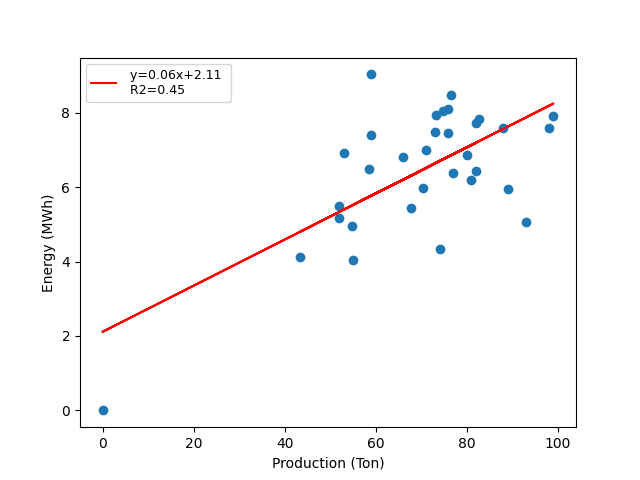 y=0.06x+2.11
R2=0.45
8
6
4
2
0
Energy (MWh)
0 20 40 60 80 100
Production (Ton)